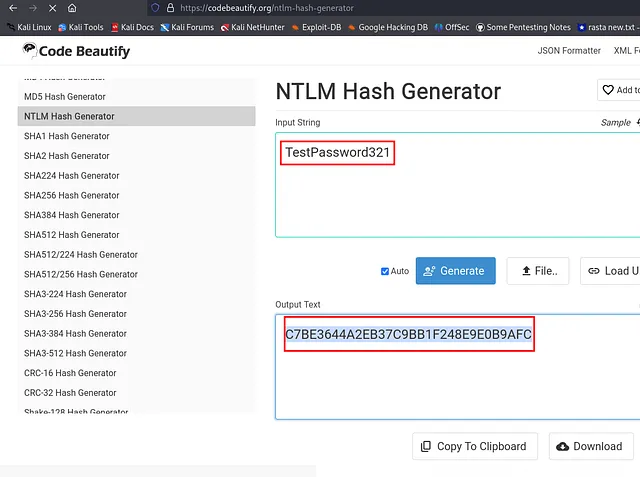 https://codebeautify.org/ntlm-hash-generator
Kali Linux Kali Tools Kali Docs Kali Forums Kali NetHunter Exploit-DB Google Hacking DB OffSec Some Pentesting Notes rasta new.txt -
Code Beautify
JSON Formatter XML F
MD4 Hash Generator
MD5 Hash Generator
NTLM Hash Generator
SHA1 Hash Generator
SHA2 Hash Generator
SHA224 Hash Generator
SHA256 Hash Generator
SHA384 Hash Generator
SHA512 Hash Generator
SHA512/224 Hash Generator
SHA512/256 Hash Generator
SHA3-224 Hash Generator
SHA3-256 Hash Generator
SHA3-384 Hash Generator
SHA3-512 Hash Generator
CRC-16 Hash Generator
CRC-32 Hash Generator
Shake-128 Hash Generator
NTLM Hash Generator
Add to
Input String
Sample
TestPassword321
Auto
Generate
File..
Load U
Output Text
C7BE3644A2EB37C9BB1F248E9E0B9AFC
Copy To Clipboard
Download